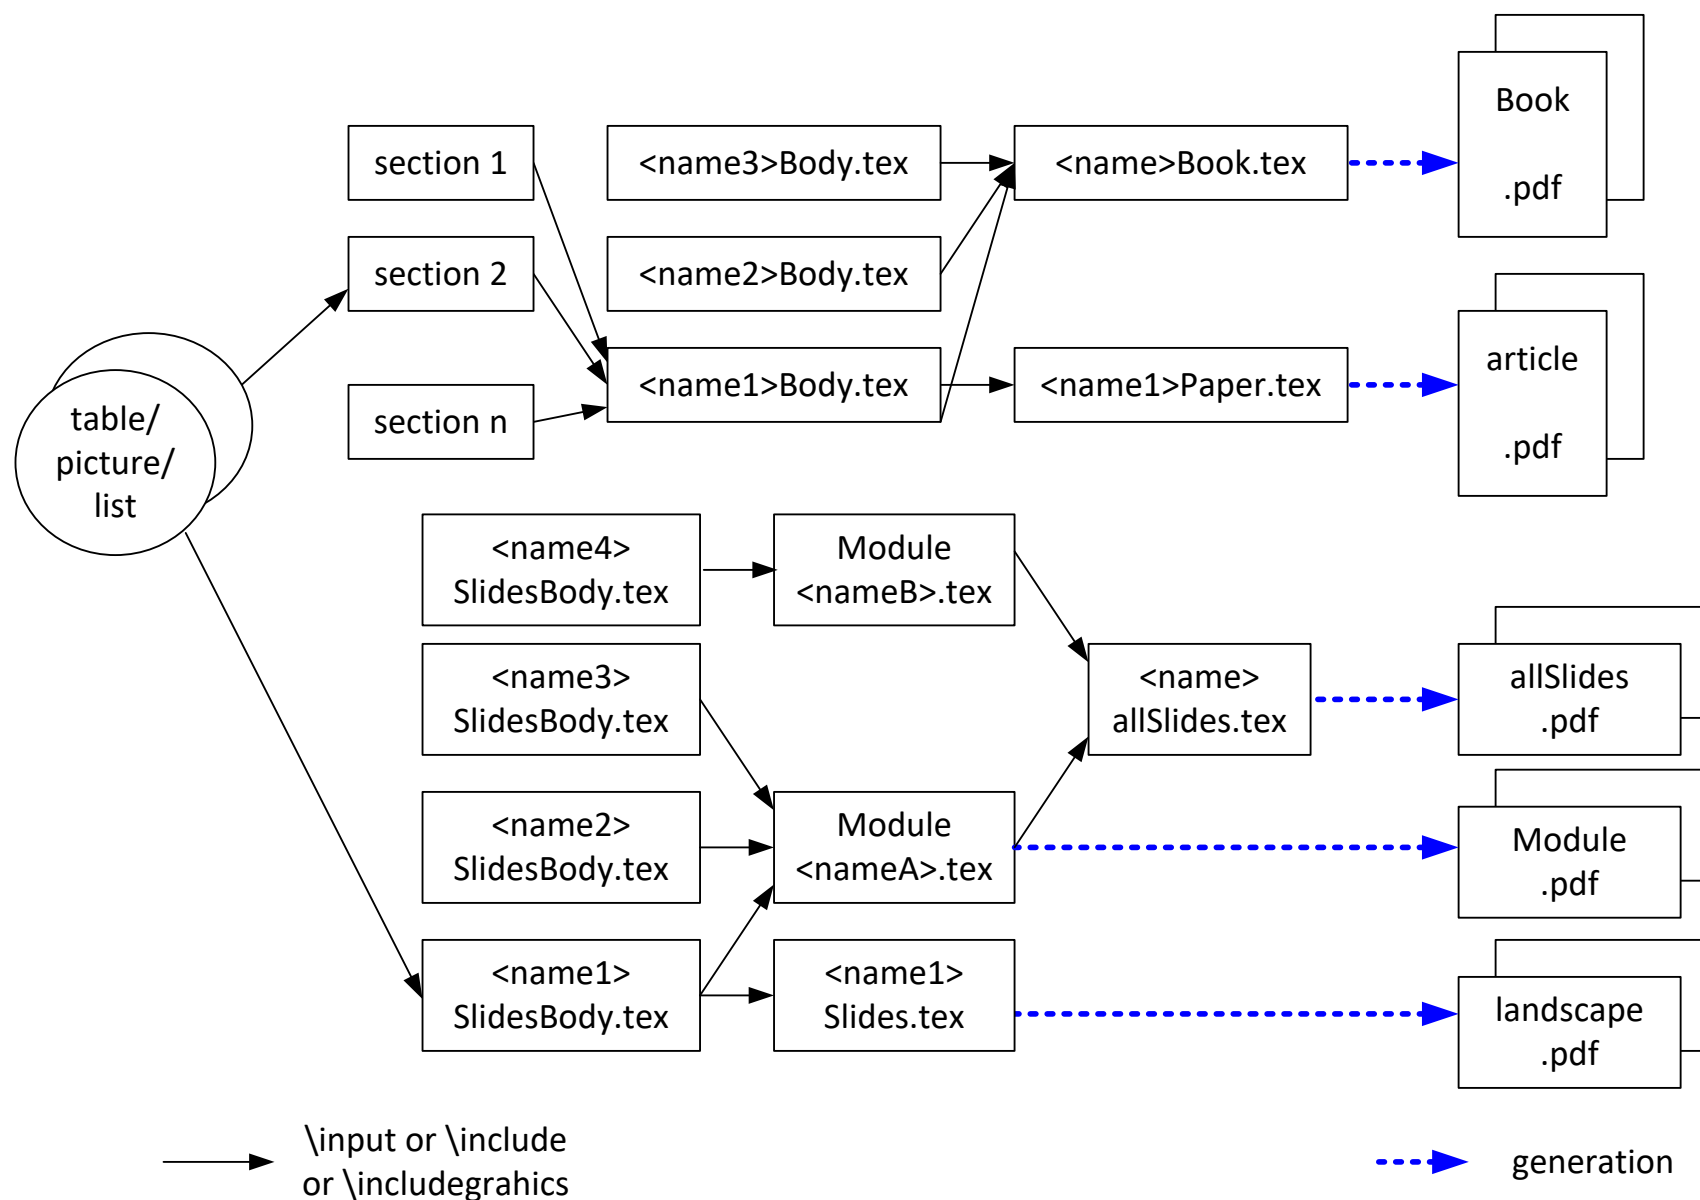 Book
.pdf
section 1
<name3>Body.tex
<name>Book.tex
section 2
<name2>Body.tex
article
.pdf
<name1>Body.tex
<name1>Paper.tex
section n
table/
picture/
list
<name4>
SlidesBody.tex
Module
<nameB>.tex
<name3>
SlidesBody.tex
<name>
allSlides.tex
allSlides
.pdf
<name2>
SlidesBody.tex
Module
<nameA>.tex
Module
.pdf
<name1>
SlidesBody.tex
<name1>
Slides.tex
landscape
.pdf
\input or \include
or \includegrahics
generation